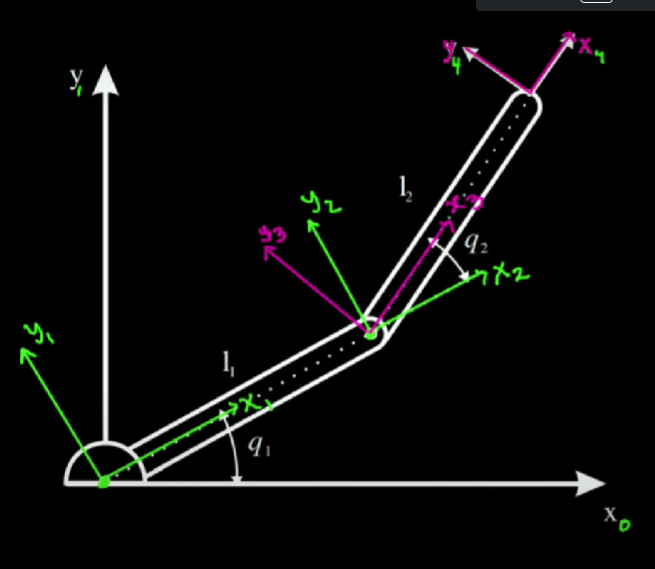 y₄
x₄
y₁
l₂
y₂
x₃
y₃
q₂
x₂
y₁
l₁
x₁
q₁
x₀